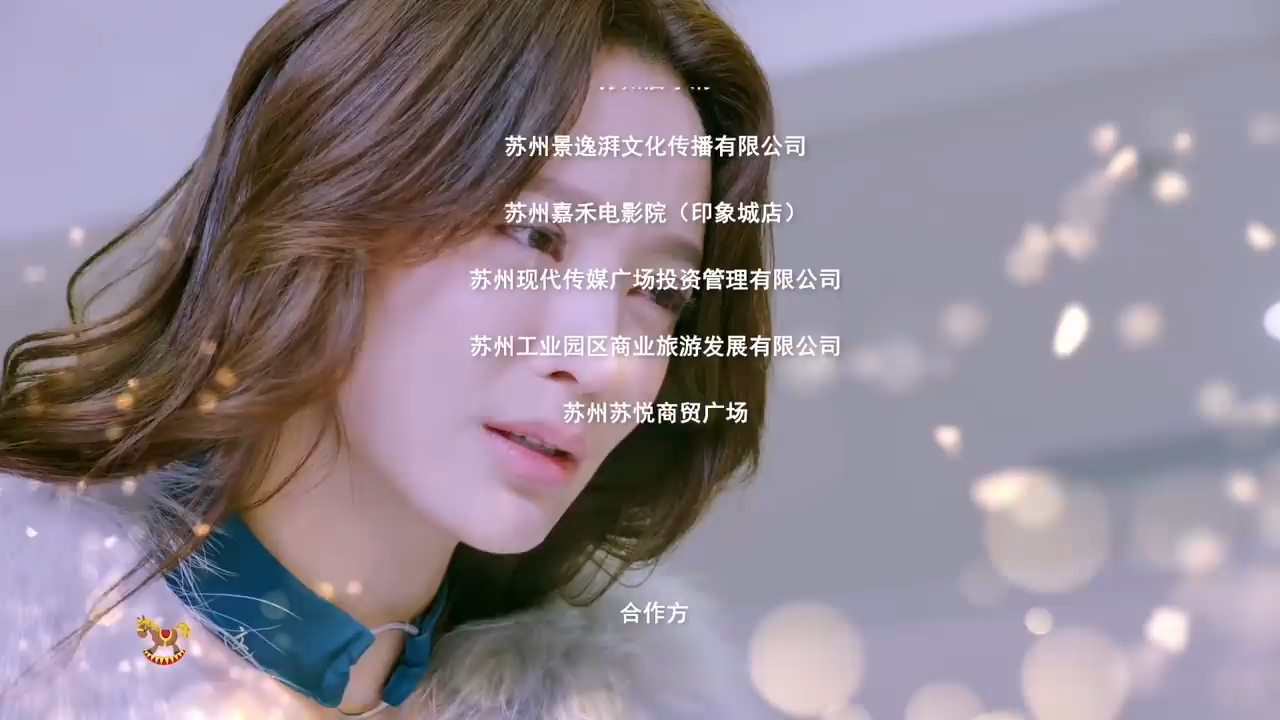 苏州景逸湃文化传播有限公司
苏州嘉禾电影院（印象城店）
苏州现代传媒广场投资管理有限公司
苏州工业园区商业旅游发展有限公司
苏州苏悦商贸广场
合作方